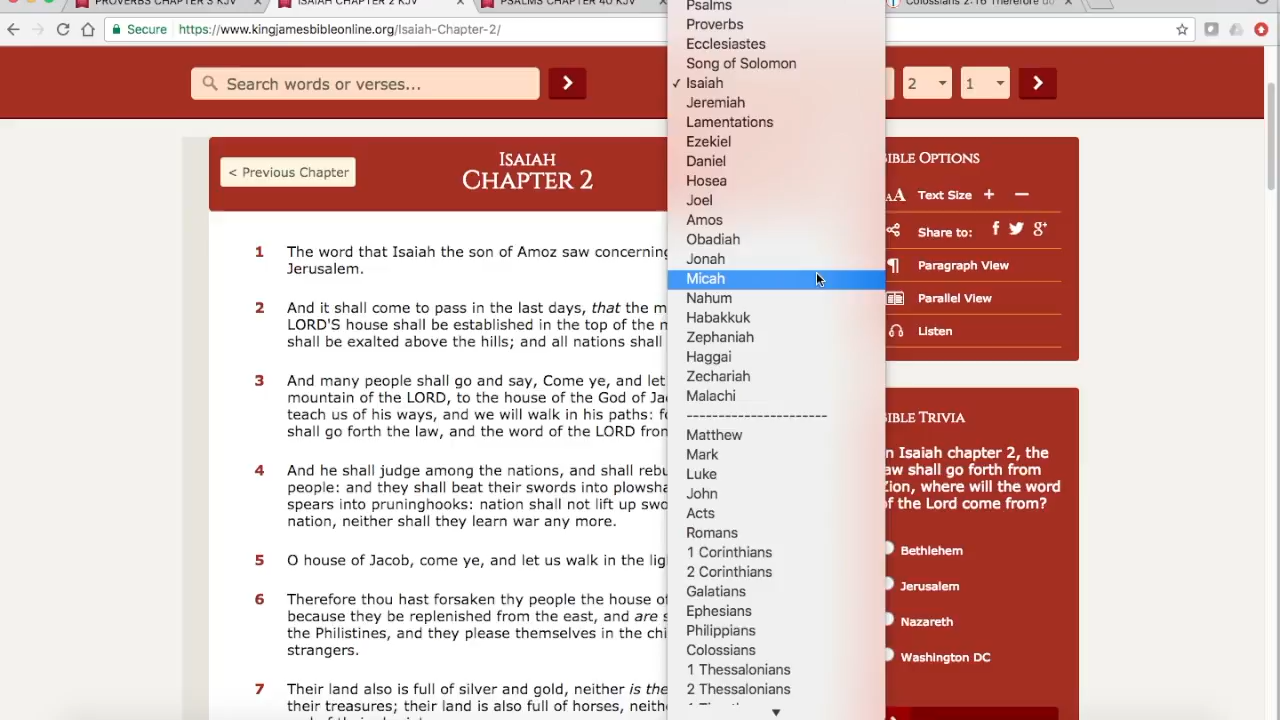 PROVERBS CHAPTER 3 KJV
ISAIAH CHAPTER 2 KJV
PSALMS CHAPTER 40 KJV
Colossians 2:16 Therefore do
Secure
https://www.kingjamesbibleonline.org/Isaiah-Chapter-2/
Search words or verses...
2
1
< Previous Chapter
ISAIAH
CHAPTER 2
1 The word that Isaiah the son of Amoz saw concerning
Jerusalem.
2 And it shall come to pass in the last days, that the
LORD'S house shall be established in the top of the
shall be exalted above the hills; and all nations shall
3 And many people shall go and say, Come ye, and let
mountain of the LORD, to the house of the God of
teach us of his ways, and we will walk in his paths:
shall go forth the law, and the word of the LORD
4 And he shall judge among the nations, and shall
people: and they shall beat their swords into
spears into pruninghooks: nation shall not lift up
nation, neither shall they learn war any more.
5 O house of Jacob, come ye, and let us walk in the
6 Therefore thou hast forsaken thy people the house
because they be replenished from the east, and are
the Philistines, and they please themselves in the
strangers.
7 Their land also is full of silver and gold, neither is
their treasures; their land is also full of horses,
Psalms
Proverbs
Ecclesiastes
Song of Solomon
✓ Isaiah
Jeremiah
Lamentations
Ezekiel
Daniel
Hosea
Joel
Amos
Obadiah
Jonah
Micah
Nahum
Habakkuk
Zephaniah
Haggai
Zechariah
Malachi
----------------------
Matthew
Mark
Luke
John
Acts
Romans
1 Corinthians
2 Corinthians
Galatians
Ephesians
Philippians
Colossians
1 Thessalonians
2 Thessalonians
IBLE OPTIONS
AA Text Size + —
Share to:
Paragraph View
Parallel View
Listen
IBLE TRIVIA
n Isaiah chapter 2, the
aw shall go forth from
Zion, where will the word
of the Lord come from?
Bethlehem
Jerusalem
Nazareth
Washington DC